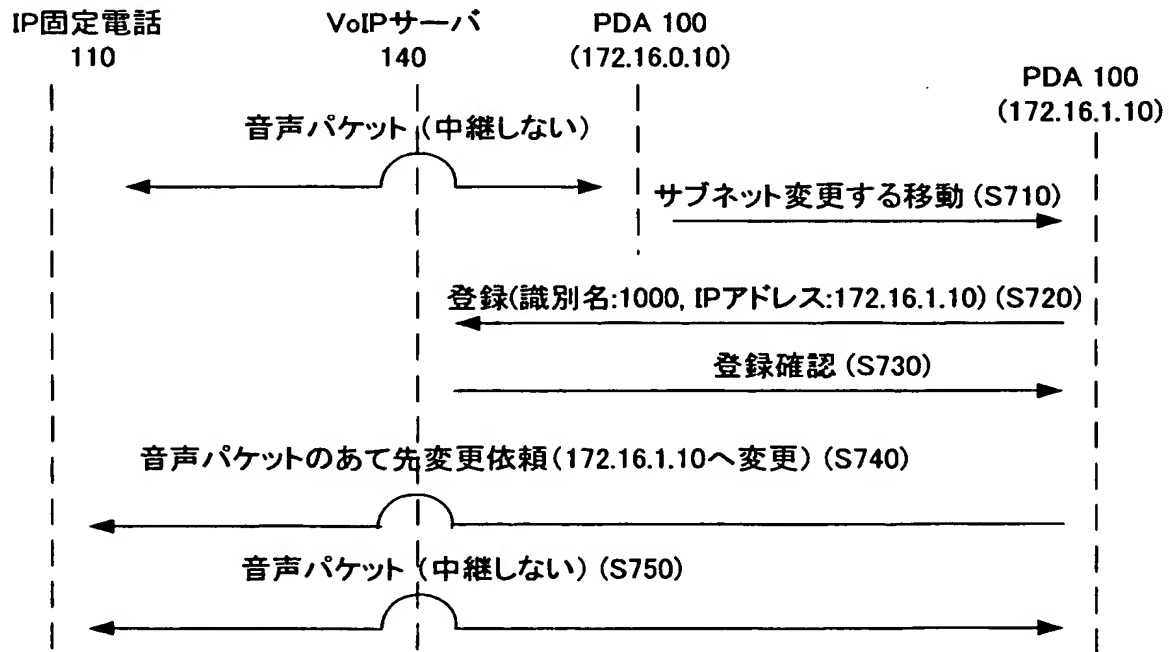 IP固定電話
110
VoIPサーバ
140
PDA 100
(172.16.0.10)
PDA 100
(172.16.1.10)
音声パケット (中継しない)
サブネット変更する移動 (S710)
登録(識別名:1000, IPアドレス:172.16.1.10) (S720)
登録確認 (S730)
音声パケットのあて先変更依頼(172.16.1.10へ変更) (S740)
音声パケット (中継しない) (S750)